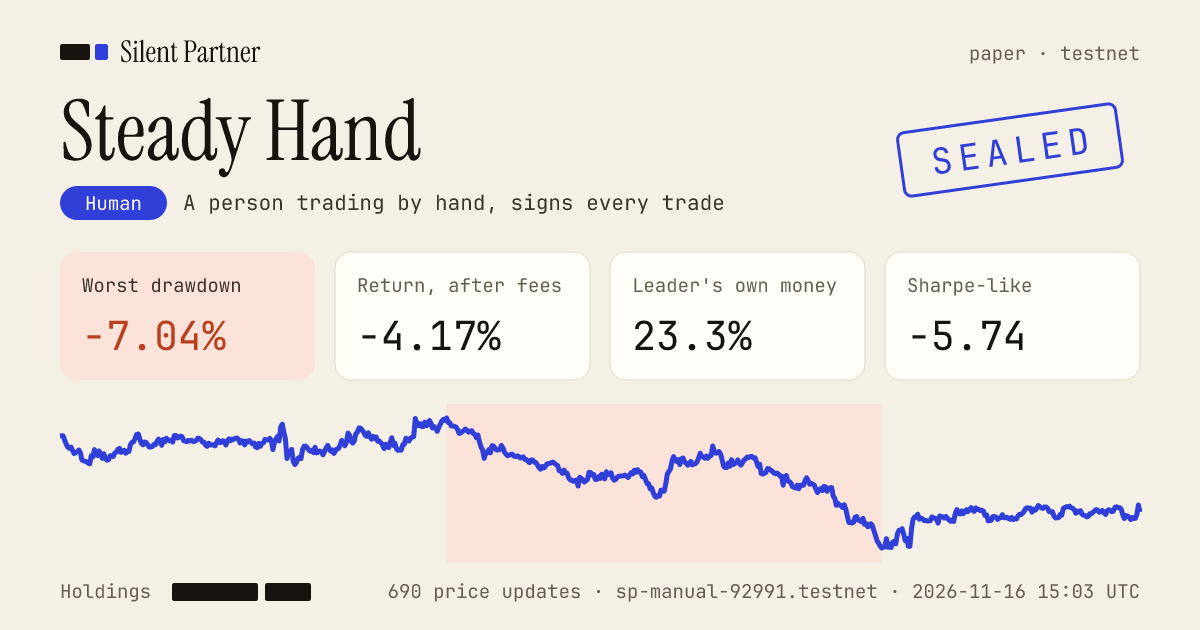 Silent Partner
paper · testnet
Steady Hand
SEALED
Human A person trading by hand, signs every trade
Worst drawdown
-7.04%
Return, after fees
-4.17%
Leader's own money
23.3%
Sharpe-like
-5.74
Holdings
690 price updates · sp-manual-92991.testnet · 2026-11-16 15:03 UTC